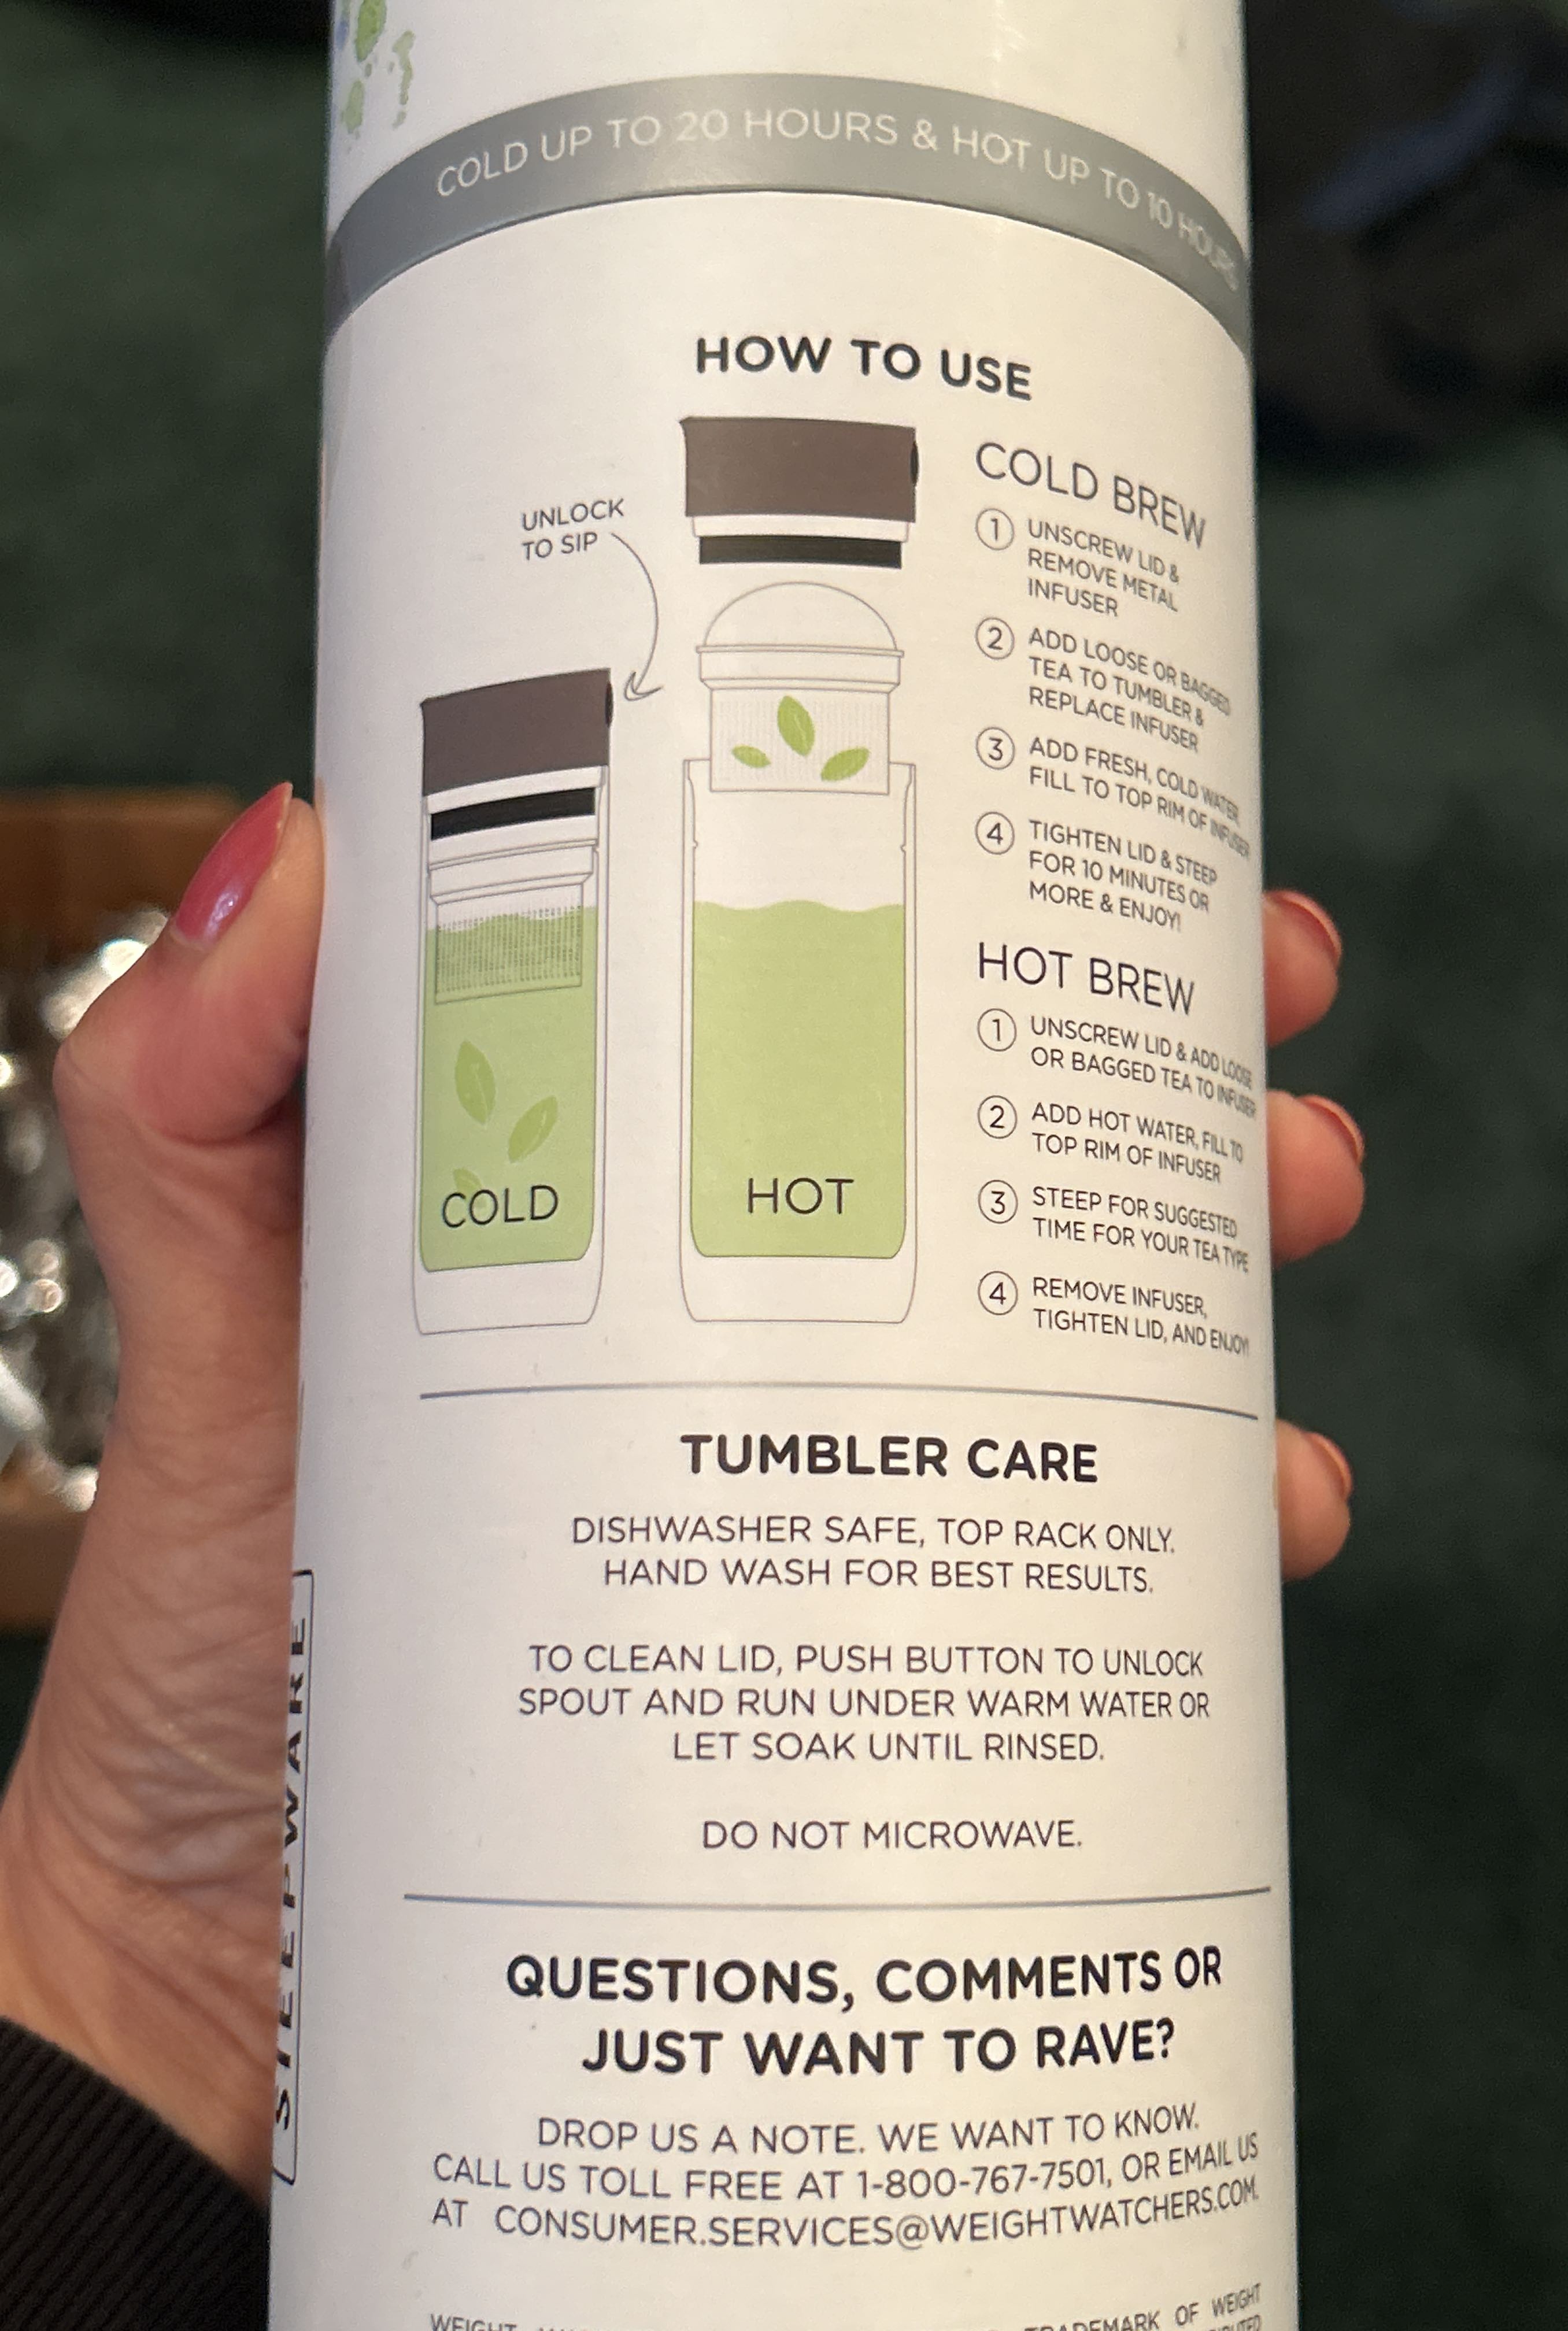 COLD UP TO 20 HOURS & HOT UP TO 10 HOURS
HOW TO USE
UNLOCK
TO SIP
COLD
HOT
COLD BREW
1 UNSCREW LID &
REMOVE METAL
INFUSER
2 ADD LOOSE OR BAGGED
TEA TO TUMBLER &
REPLACE INFUSER
3 ADD FRESH, COLD WATER,
FILL TO TOP RIM OF INFUSER
4 TIGHTEN LID & STEEP
FOR 10 MINUTES OR
MORE & ENJOY!
HOT BREW
1 UNSCREW LID & ADD LOOSE
OR BAGGED TEA TO INFUSER
2 ADD HOT WATER, FILL TO
TOP RIM OF INFUSER
3 STEEP FOR SUGGESTED
TIME FOR YOUR TEA TYPE
4 REMOVE INFUSER,
TIGHTEN LID, AND ENJOY!
TUMBLER CARE
DISHWASHER SAFE, TOP RACK ONLY.
HAND WASH FOR BEST RESULTS.
TO CLEAN LID, PUSH BUTTON TO UNLOCK
SPOUT AND RUN UNDER WARM WATER OR
LET SOAK UNTIL RINSED.
DO NOT MICROWAVE.
STEEPWARE
QUESTIONS, COMMENTS OR
JUST WANT TO RAVE?
DROP US A NOTE. WE WANT TO KNOW.
CALL US TOLL FREE AT 1-800-767-7501, OR EMAIL US
AT CONSUMER.SERVICES@WEIGHTWATCHERS.COM.
WEIGHT TRADEMARK OF WEIGHT